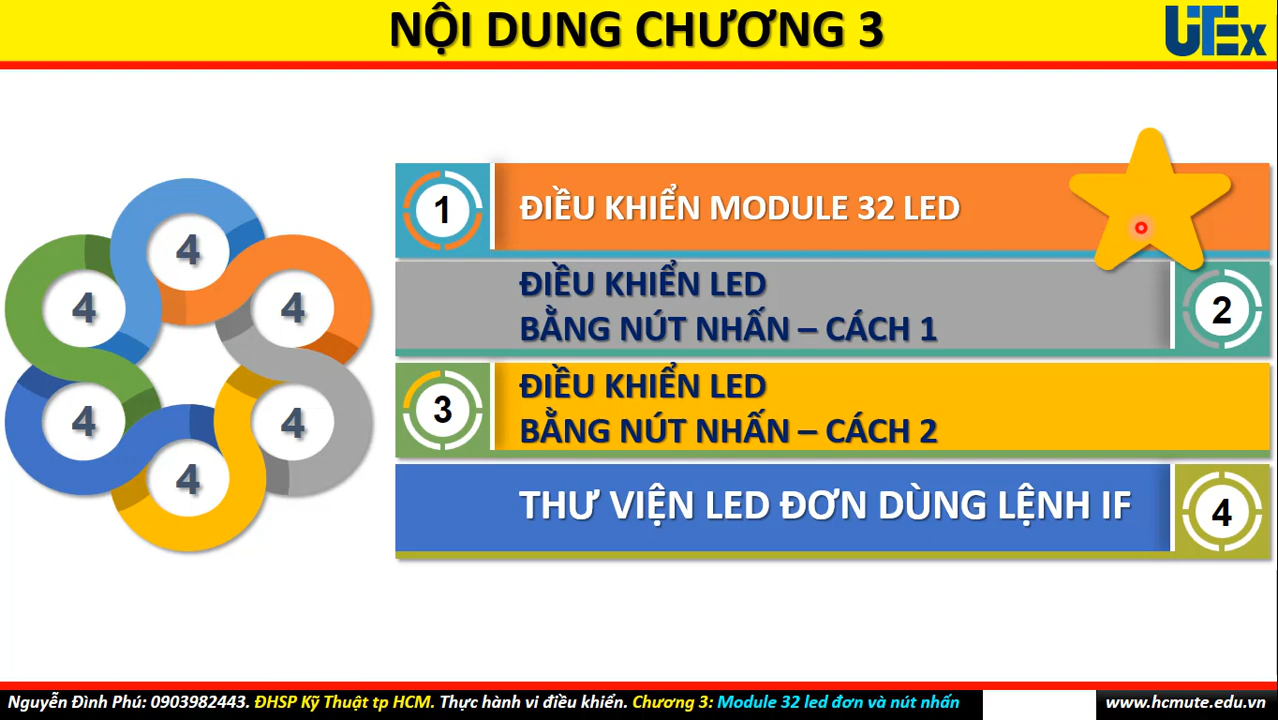 NỘI DUNG CHƯƠNG 3
UTEx
1
ĐIỀU KHIỂN MODULE 32 LED
ĐIỀU KHIỂN LED
BẰNG NÚT NHẤN – CÁCH 1
2
3
ĐIỀU KHIỂN LED
BẰNG NÚT NHẤN – CÁCH 2
THƯ VIỆN LED ĐƠN DÙNG LỆNH IF
4
4
4
4
4
4
4
Nguyễn Đình Phú: 0903982443. ĐHSP Kỹ Thuật tp HCM. Thực hành vi điều khiển. Chương 3: Module 32 led đơn và nút nhấn
www.hcmute.edu.vn